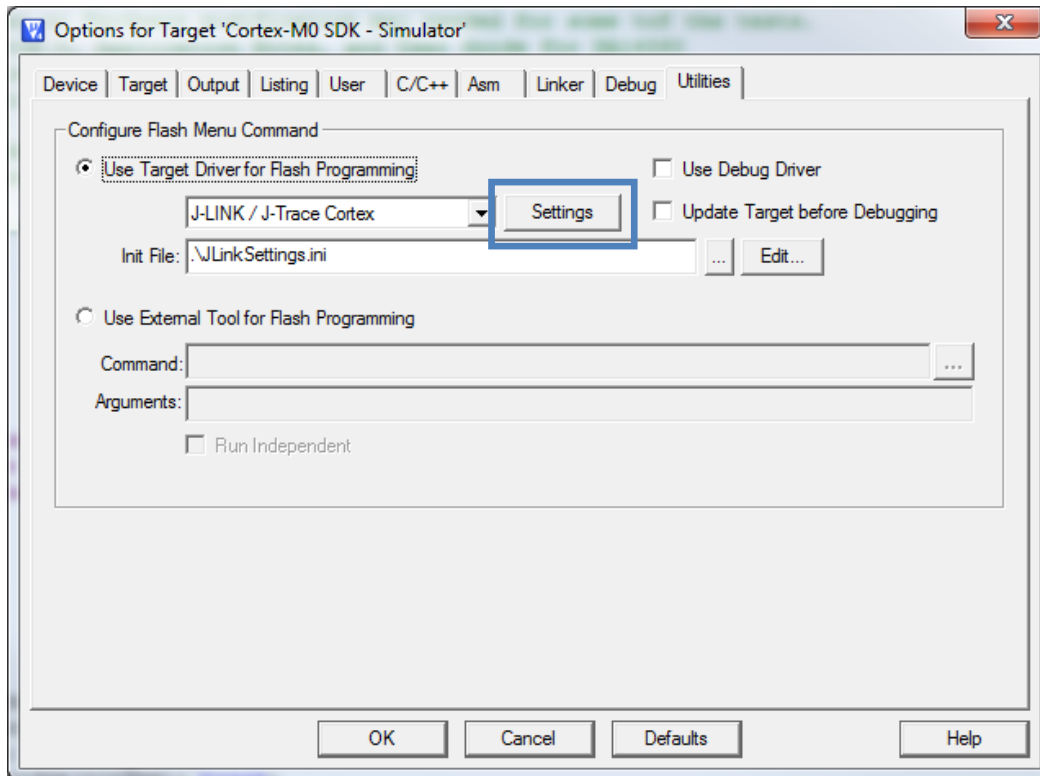 Options for Target 'Cortex-M0 SDK - Simulator'
Device Target Output Listing User C/C++ Asm Linker Debug Utilities
Configure Flash Menu Command
Use Target Driver for Flash Programming
Use Debug Driver
J-LINK / J-Trace Cortex
Settings
Update Target before Debugging
Init File: .\JLinkSettings.ini
...
Edit...
Use External Tool for Flash Programming
Command:
...
Arguments:
Run Independent
OK Cancel Defaults Help